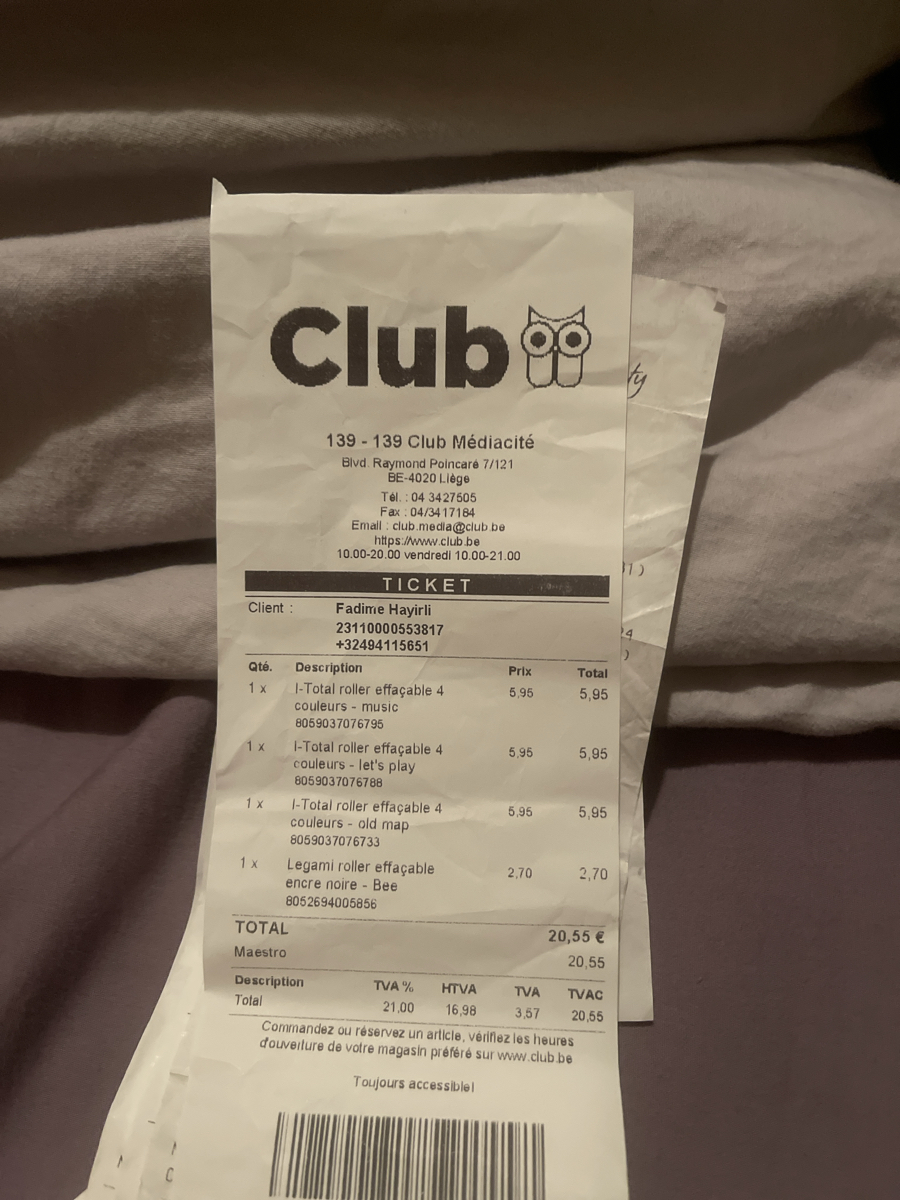 Club
139 - 139 Club Médiacité
Blvd. Raymond Poincaré 7/121
BE-4020 Liège
Tél. : 04 3427505
Fax : 04/3417184
Email : club.media@club.be
https://www.club.be
10.00-20.00 vendredi 10.00-21.00
TICKET
Client : Fadime Hayirli
23110000553817
+32494115651
Qté. Description Prix Total
1 x I-Total roller effaçable 4 5,95 5,95
couleurs - music
8059037076795
1 x I-Total roller effaçable 4 5,95 5,95
couleurs - let's play
8059037076788
1 x I-Total roller effaçable 4 5,95 5,95
couleurs - old map
8059037076733
1 x Legami roller effaçable 2,70 2,70
encre noire - Bee
8052694005856
TOTAL 20,55 €
Maestro 20,55
Description TVA % HTVA TVA TVAC
Total 21,00 16,98 3,57 20,55
Commandez ou réservez un article, vérifiez les heures
d'ouverture de votre magasin préféré sur www.club.be
Toujours accessible!